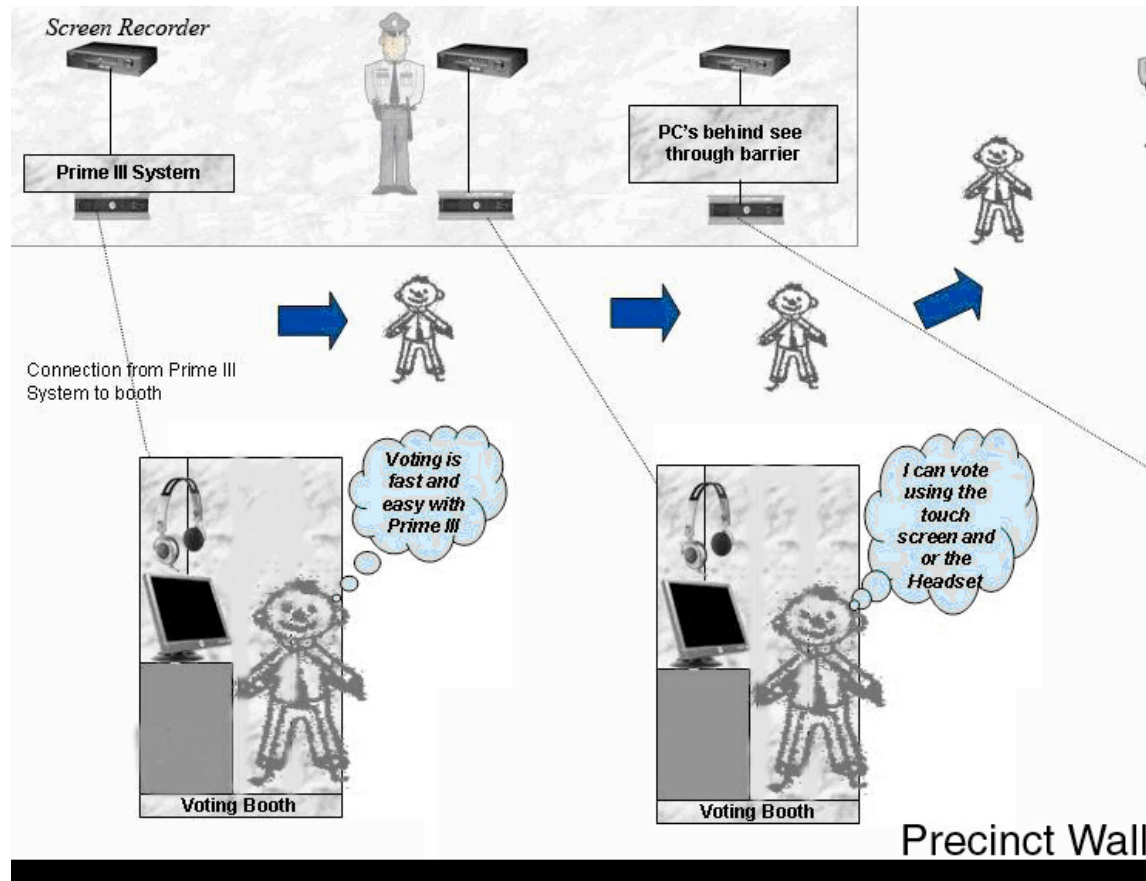 Screen Recorder
Prime III System
PC's behind see
through barrier
Connection from Prime III
System to booth
Voting is
fast and
easy with
Prime III
I can vote
using the
touch
screen and
or the
Headset
Voting Booth
Voting Booth
Precinct Wall